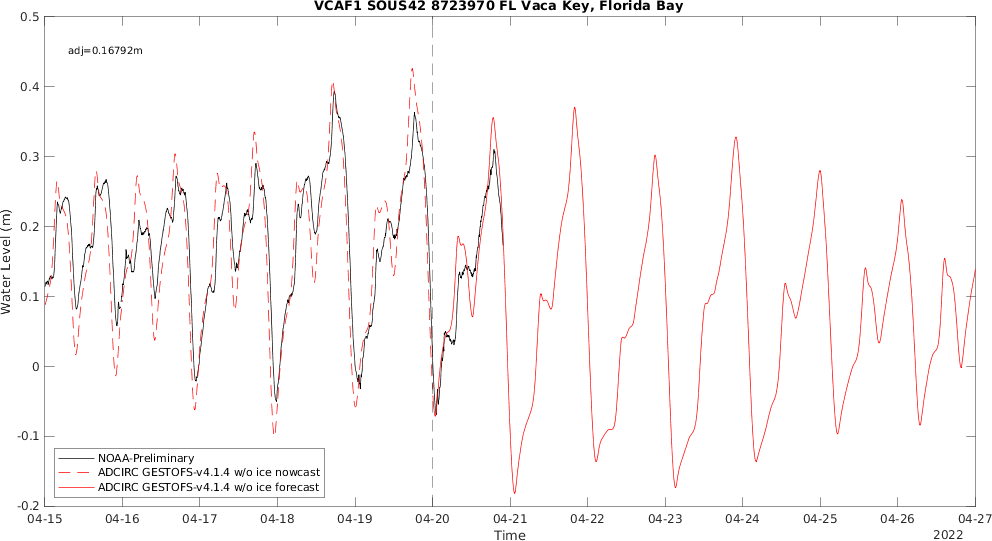 VCAF1 SOUS42 8723970 FL Vaca Key, Florida Bay
adj=0.16792m
0.5
0.4
0.3
0.2
0.1
0
-0.1
-0.2
Water Level (m)
NOAA-Preliminary
ADCIRC GESTOFS-v4.1.4 w/o ice nowcast
ADCIRC GESTOFS-v4.1.4 w/o ice forecast
04-15 04-16 04-17 04-18 04-19 04-20 04-21 04-22 04-23 04-24 04-25 04-26 04-27
Time
2022